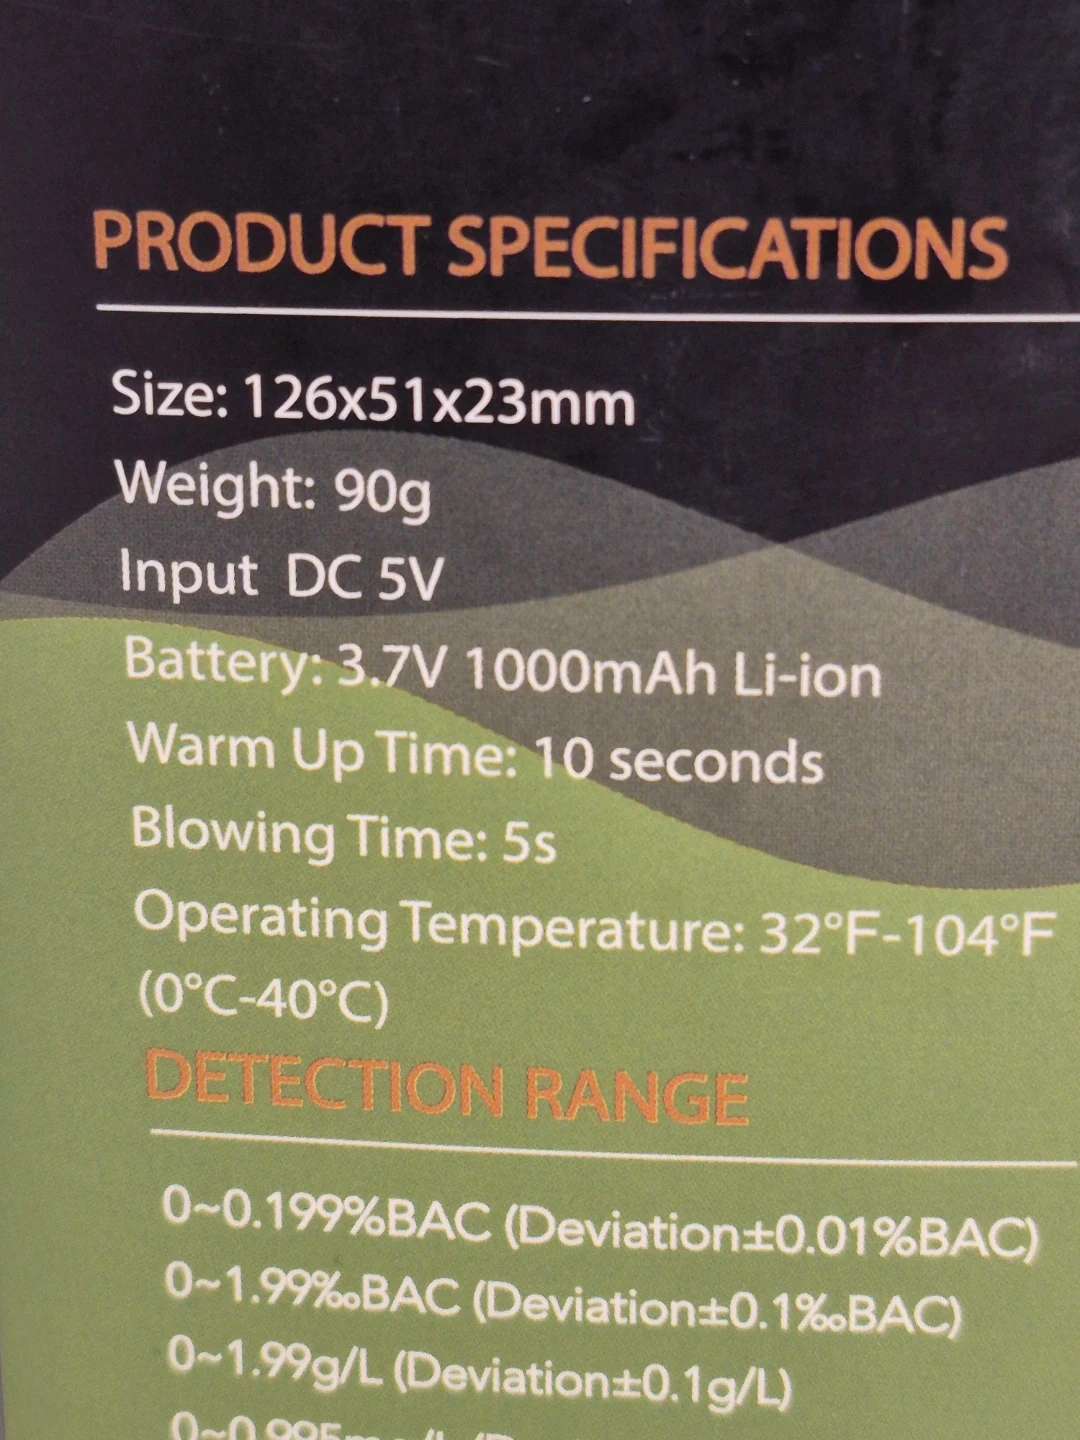 PRODUCT SPECIFICATIONS
Size: 126x51x23mm
Weight: 90g
Input  DC 5V
Battery: 3.7V 1000mAh Li-ion
Warm Up Time: 10 seconds
Blowing Time: 5s
Operating Temperature: 32°F-104°F
(0°C-40°C)
DETECTION RANGE
0~0.199%BAC (Deviation±0.01%BAC)
0~1.99‰BAC (Deviation±0.1‰BAC)
0~1.99g/L (Deviation±0.1g/L)